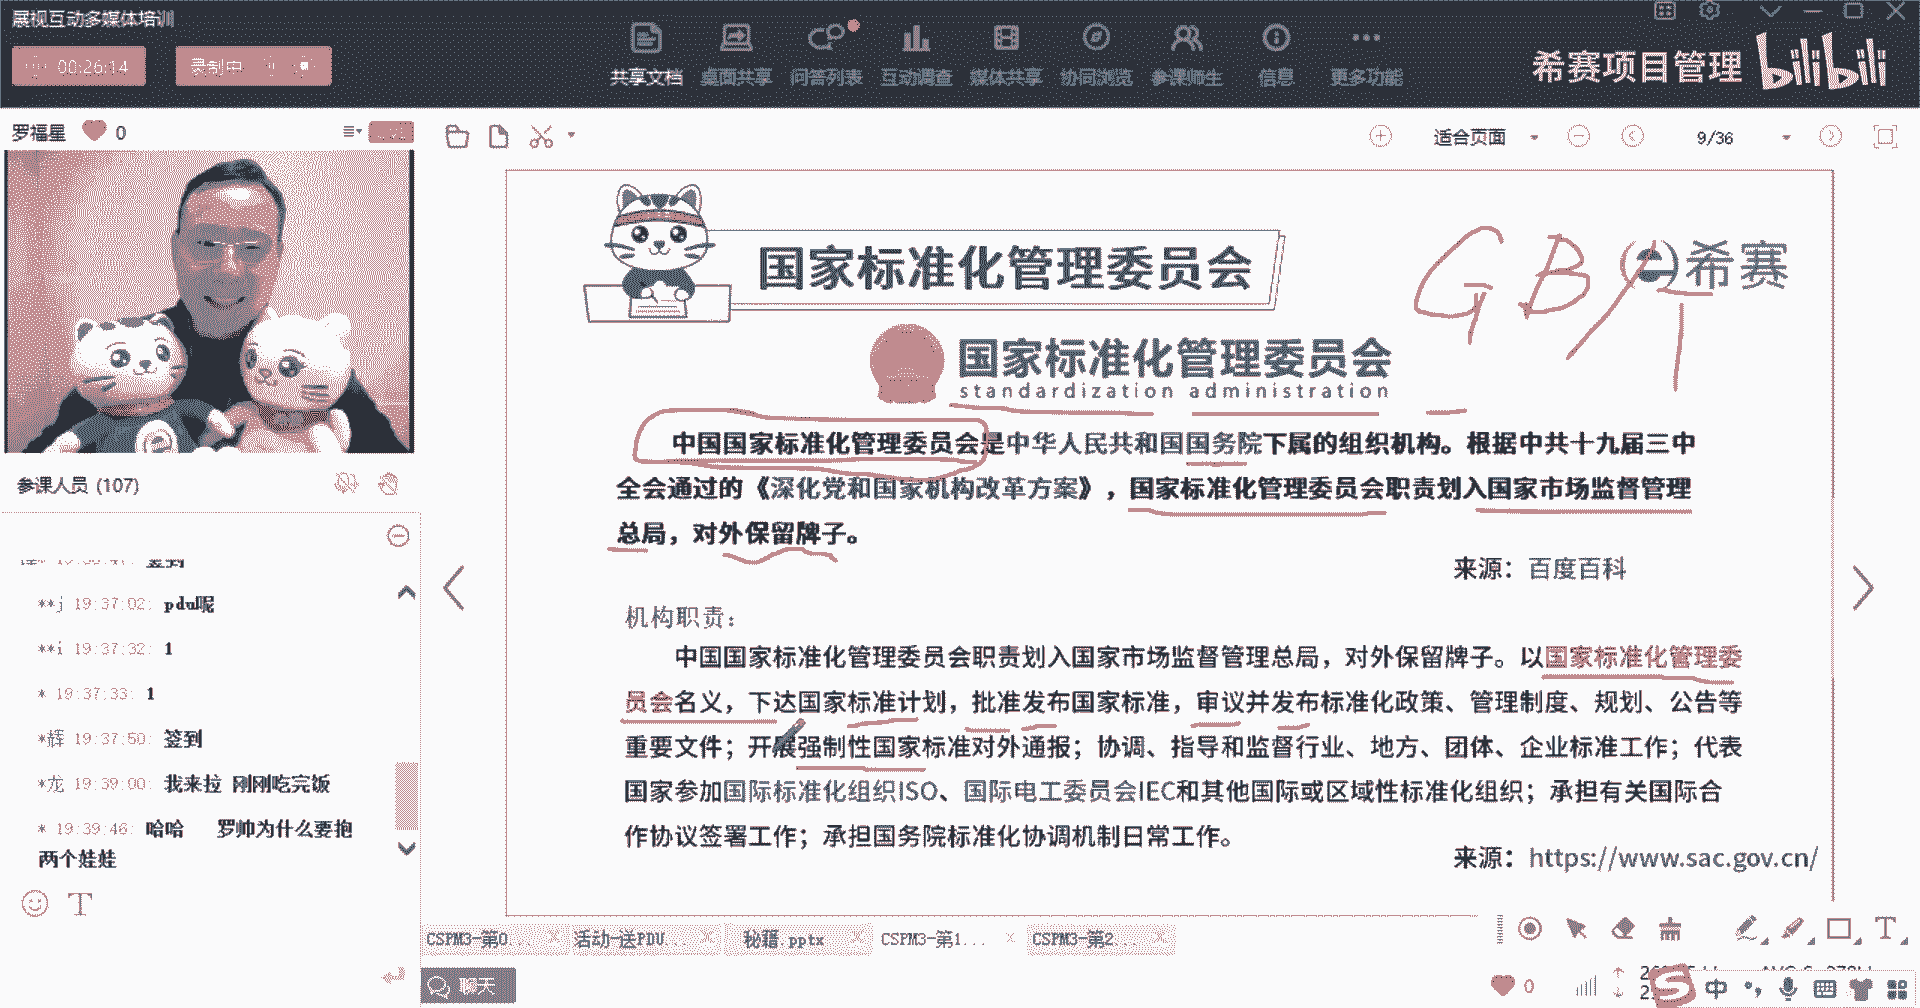 展视互动多媒体培训
00:26:14
录制中
共享文档 桌面共享 问答列表 互动调查 媒体共享 协同浏览 参课师生 信息 更多功能
希赛项目管理 bilibili
罗福星 0
适合页面 9/36
国家标准化管理委员会
GB/T
希赛
国家标准化管理委员会
standardization administration
中国国家标准化管理委员会是中华人民共和国国务院下属的组织机构。根据中共十九届三中
全会通过的《深化党和国家机构改革方案》，国家标准化管理委员会职责划入国家市场监督管理
总局，对外保留牌子。
来源：百度百科
机构职责：
中国国家标准化管理委员会职责划入国家市场监督管理总局，对外保留牌子。以国家标准化管理委
员会名义，下达国家标准计划，批准发布国家标准，审议并发布标准化政策、管理制度、规划、公告等
重要文件；开展强制性国家标准对外通报；协调、指导和监督行业、地方、团体、企业标准工作；代表
国家参加国际标准化组织ISO、国际电工委员会IEC和其他国际或区域性标准化组织；承担有关国际合
作协议签署工作；承担国务院标准化协调机制日常工作。
来源：https://www.sac.gov.cn/
参课人员 (107)
签到
**j 19:37:02: pdu呢
**i 19:37:32: 1
* 19:37:33: 1
*辉 19:37:50: 签到
*龙 19:39:00: 我来拉 刚刚吃完饭
* 19:39:46: 哈哈 罗帅为什么要抱
两个娃娃
T
CSPM3-第0... 活动-送PDU... 秘籍.pptx CSPM3-第1... CSPM3-第2...
聊天
0
中